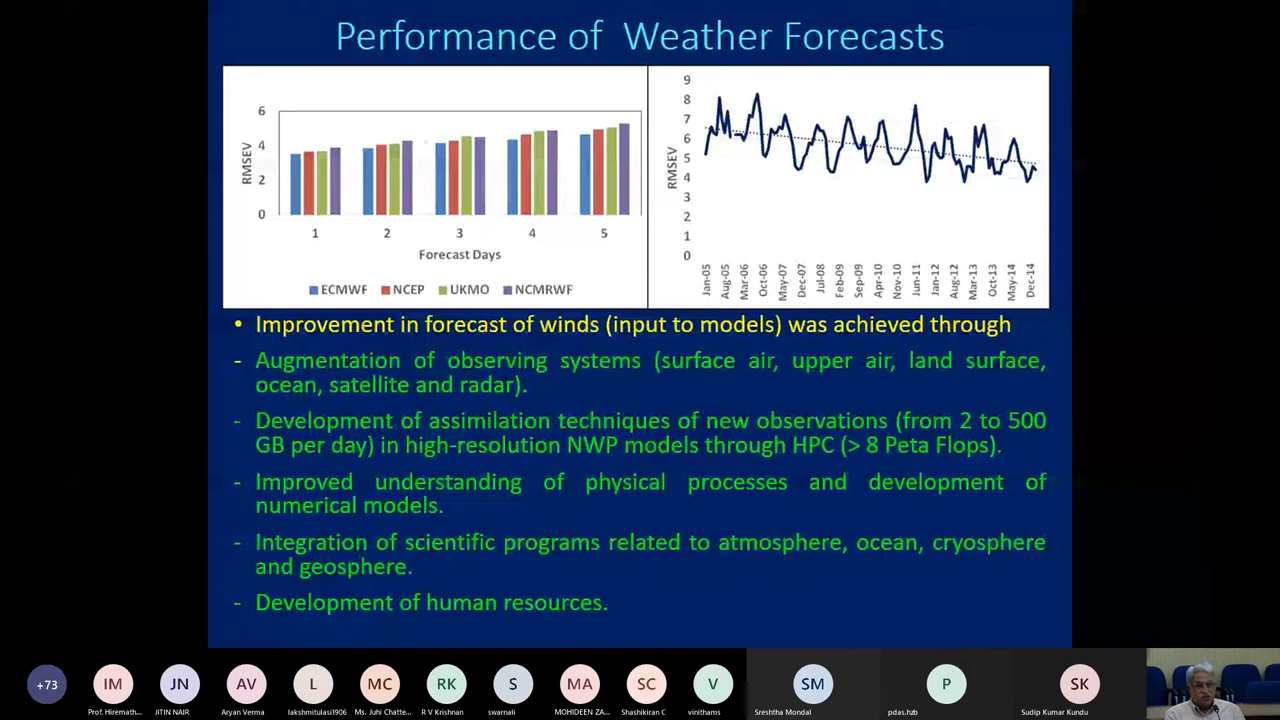 Performance of Weather Forecasts
6
4
2
0
RMSEV
1 2 3 4 5
Forecast Days
ECMWF NCEP UKMO NCMRWF
9
8
7
6
5
4
3
2
1
0
RMSEV
Jan-05 Aug-05 Mar-06 Oct-06 May-07 Dec-07 Jul-08 Feb-09 Sep-09 Apr-10 Nov-10 Jun-11 Jan-12 Aug-12 Mar-13 Oct-13 May-14 Dec-14
• Improvement in forecast of winds (input to models) was achieved through
- Augmentation of observing systems (surface air, upper air, land surface,
ocean, satellite and radar).
- Development of assimilation techniques of new observations (from 2 to 500
GB per day) in high-resolution NWP models through HPC (> 8 Peta Flops).
- Improved understanding of physical processes and development of
numerical models.
- Integration of scientific programs related to atmosphere, ocean, cryosphere
and geosphere.
- Development of human resources.
+73 IM JN AV L MC RK S MA SC V SM P SK
Prof. Hiremath... JITIN NAIR Aryan Verma lakshmitulasi1906 Ms. Juhi Chatte... R V Krishnan swarnali MOHIDEEN ZA... Shashikiran C vinithams Sreshtha Mondal pdas.hzb Sudip Kumar Kundu